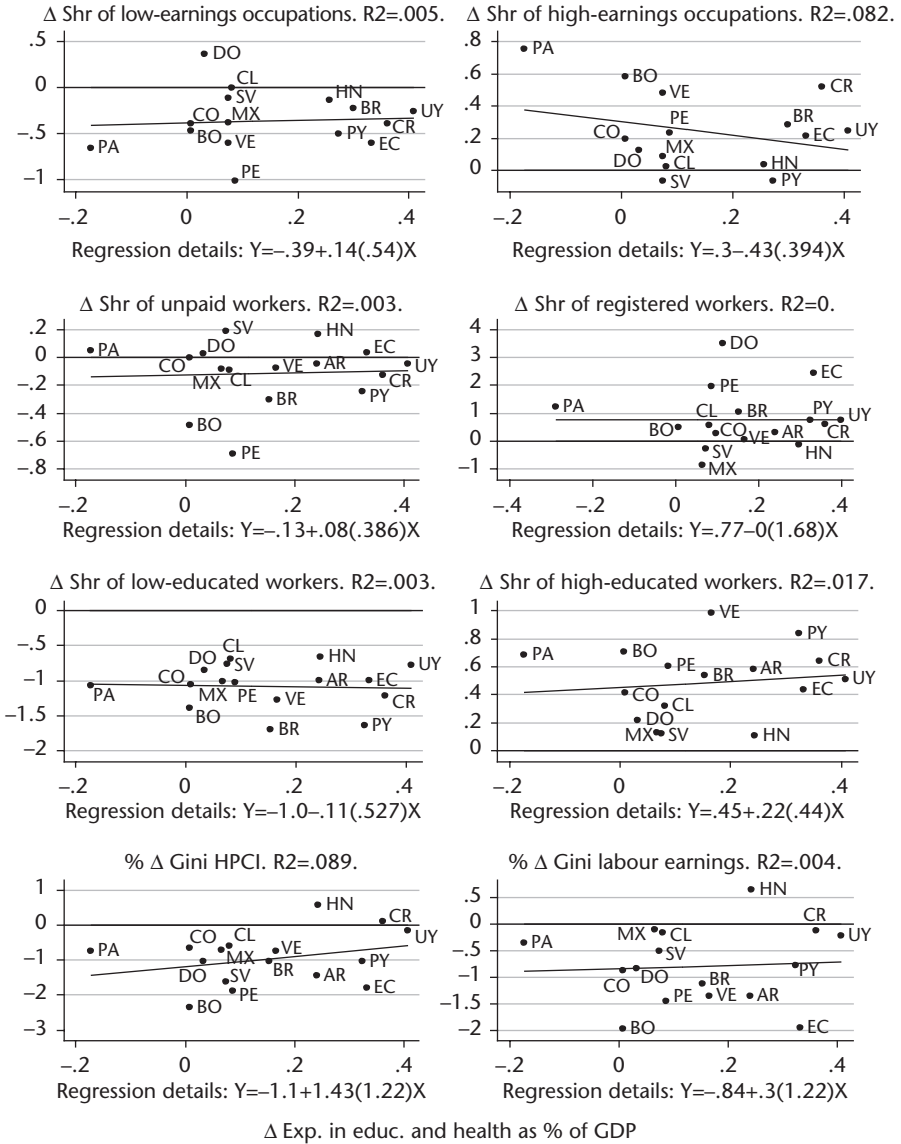 Δ Shr of low-earnings occupations. R2=.005.
.5
0
−.5
−1
DO
CL
SV
HN
BR
UY
CO
MX
CR
BO
VE
PY
EC
PA
PE
−.2 0 .2 .4
Regression details: Y=−.39+.14(.54)X
Δ Shr of high-earnings occupations. R2=.082.
.8
.6
.4
.2
0
PA
BO
VE
CR
PE
BR
CO
EC
UY
MX
DO
CL
HN
SV
PY
−.2 0 .2 .4
Regression details: Y=.3−.43(.394)X
Δ Shr of unpaid workers. R2=.003.
.2
0
−.2
−.4
−.6
−.8
SV
HN
PA
DO
EC
CO
VE
AR
UY
MX
CL
CR
BR
PY
BO
PE
−.2 0 .2 .4
Regression details: Y=−.13+.08(.386)X
Δ Shr of registered workers. R2=0.
4
3
2
1
0
−1
DO
EC
PE
PA
CL
BR
PY
UY
BO
CO
VE
AR
CR
SV
HN
MX
−.4 −.2 0 .2 .4
Regression details: Y=.77−0(1.68)X
Δ Shr of low-educated workers. R2=.003.
0
−.5
−1
−1.5
−2
CL
DO
SV
HN
UY
CO
AR
EC
PA
MX
PE
VE
CR
BO
BR
PY
−.2 0 .2 .4
Regression details: Y=−1.0−.11(.527)X
Δ Shr of high-educated workers. R2=.017.
1
.8
.6
.4
.2
0
VE
PY
PA
BO
PE
BR
AR
CR
UY
CO
EC
CL
DO
MX
SV
HN
−.2 0 .2 .4
Regression details: Y=.45+.22(.44)X
% Δ Gini HPCI. R2=.089.
1
0
−1
−2
−3
HN
CR
UY
CO
CL
PA
MX
VE
DO
BR
PY
SV
AR
PE
EC
BO
−.2 0 .2 .4
Regression details: Y=−1.1+1.43(1.22)X
% Δ Gini labour earnings. R2=.004.
.5
0
−.5
−1
−1.5
−2
HN
CR
MX
CL
UY
PA
SV
CO
DO
PY
BR
PE
VE
AR
BO
EC
−.2 0 .2 .4
Regression details: Y=−.84+.3(1.22)X
Δ Exp. in educ. and health as % of GDP